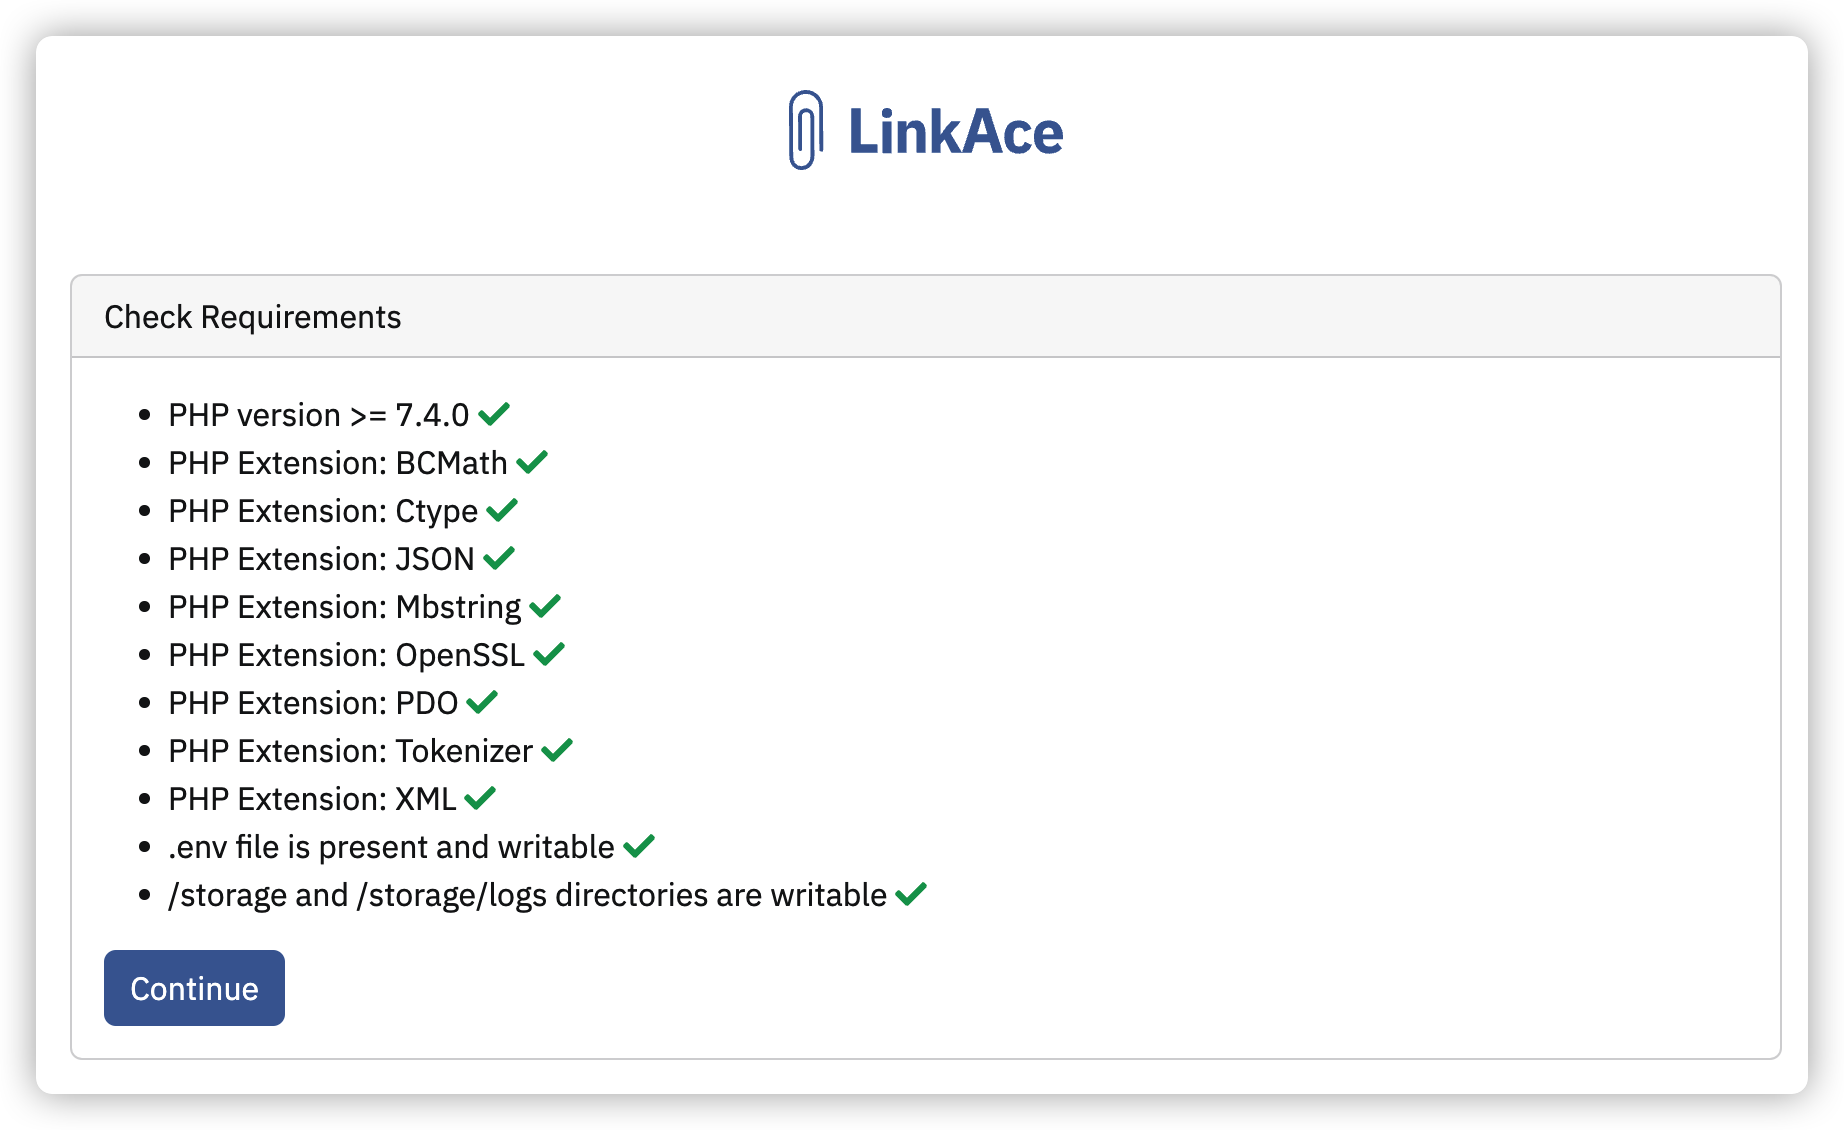 LinkAce
Check Requirements
PHP version >= 7.4.0
PHP Extension: BCMath
PHP Extension: Ctype
PHP Extension: JSON
PHP Extension: Mbstring
PHP Extension: OpenSSL
PHP Extension: PDO
PHP Extension: Tokenizer
PHP Extension: XML
.env file is present and writable
/storage and /storage/logs directories are writable
Continue